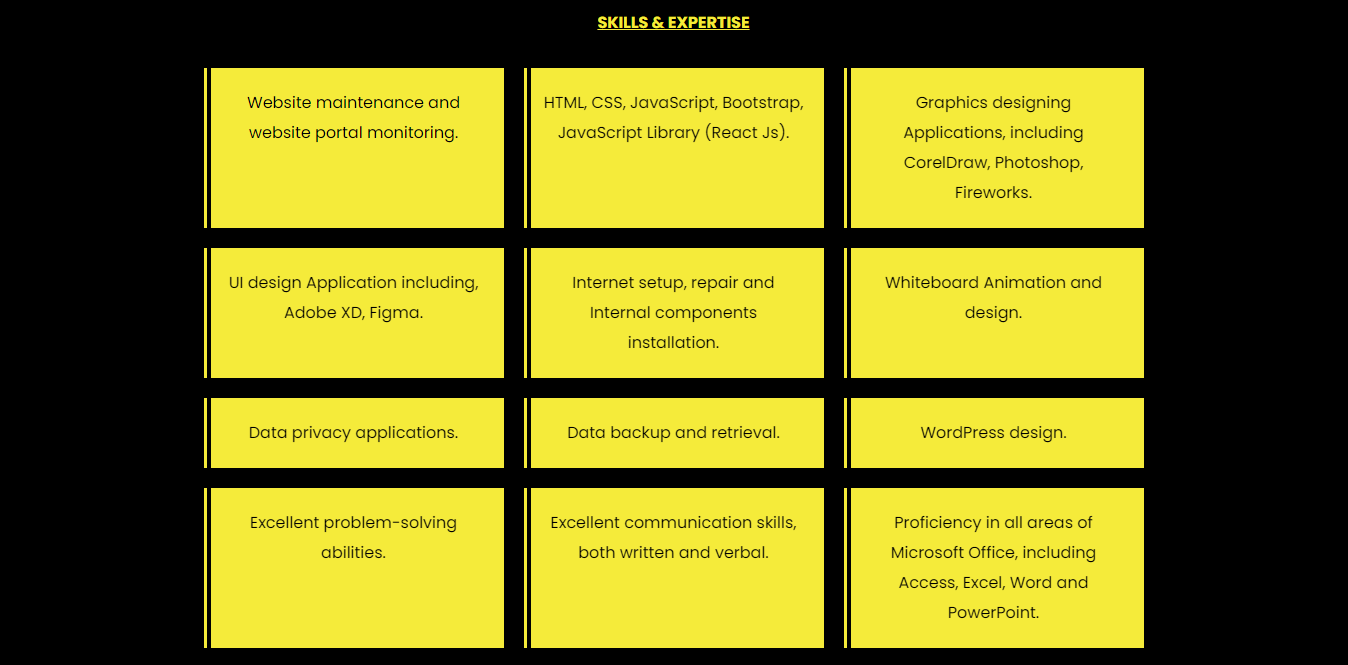 SKILLS & EXPERTISE
Website maintenance and
website portal monitoring.
HTML, CSS, JavaScript, Bootstrap,
JavaScript Library (React Js).
Graphics designing
Applications, including
CorelDraw, Photoshop,
Fireworks.
UI design Application including,
Adobe XD, Figma.
Internet setup, repair and
Internal components
installation.
Whiteboard Animation and
design.
Data privacy applications.
Data backup and retrieval.
WordPress design.
Excellent problem-solving
abilities.
Excellent communication skills,
both written and verbal.
Proficiency in all areas of
Microsoft Office, including
Access, Excel, Word and
PowerPoint.